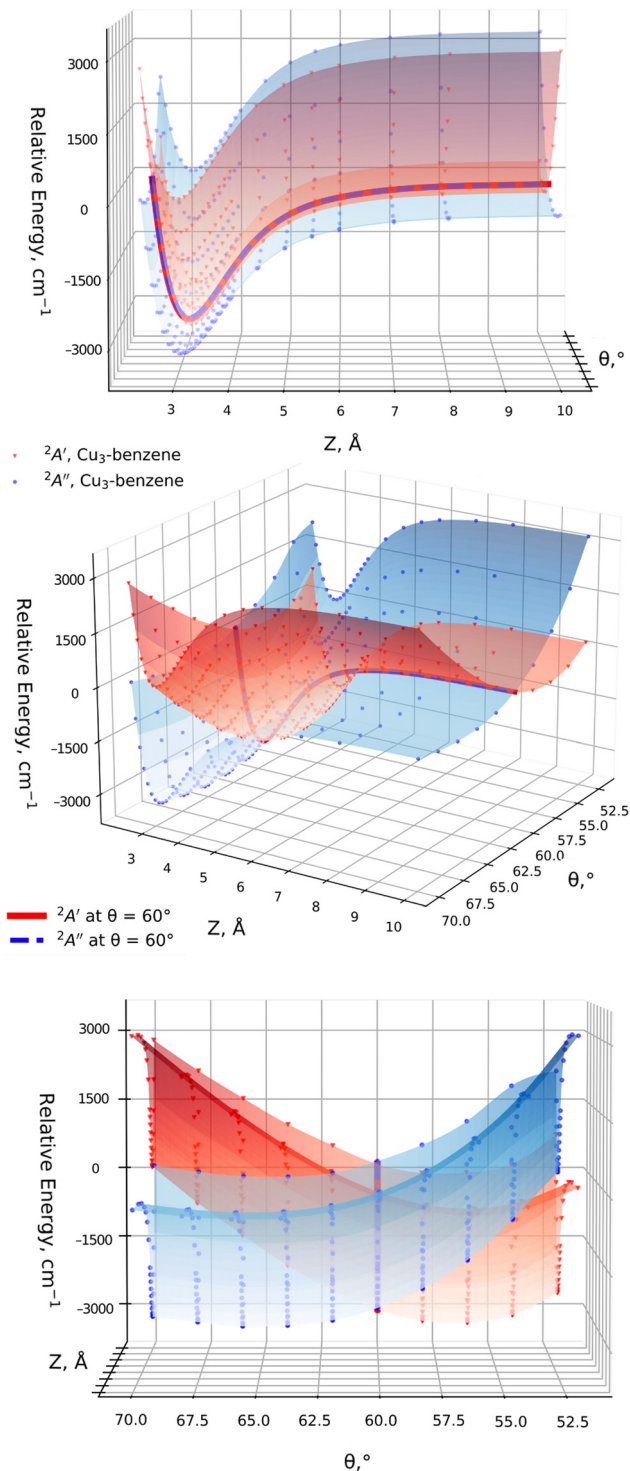 3000
1500
0
−1500
−3000
Relative Energy, cm⁻¹
3 4 5 6 7 8 9 10
Z, Å
θ,°
²A′, Cu₃-benzene
²A″, Cu₃-benzene
3000
1500
0
−1500
−3000
Relative Energy, cm⁻¹
3 4 5 6 7 8 9 10
Z, Å
52.5
55.0
57.5
60.0
62.5
65.0
67.5
70.0
θ,°
²A′ at θ = 60°
²A″ at θ = 60°
3000
1500
0
−1500
−3000
Relative Energy, cm⁻¹
Z, Å
70.0 67.5 65.0 62.5 60.0 57.5 55.0 52.5
θ,°